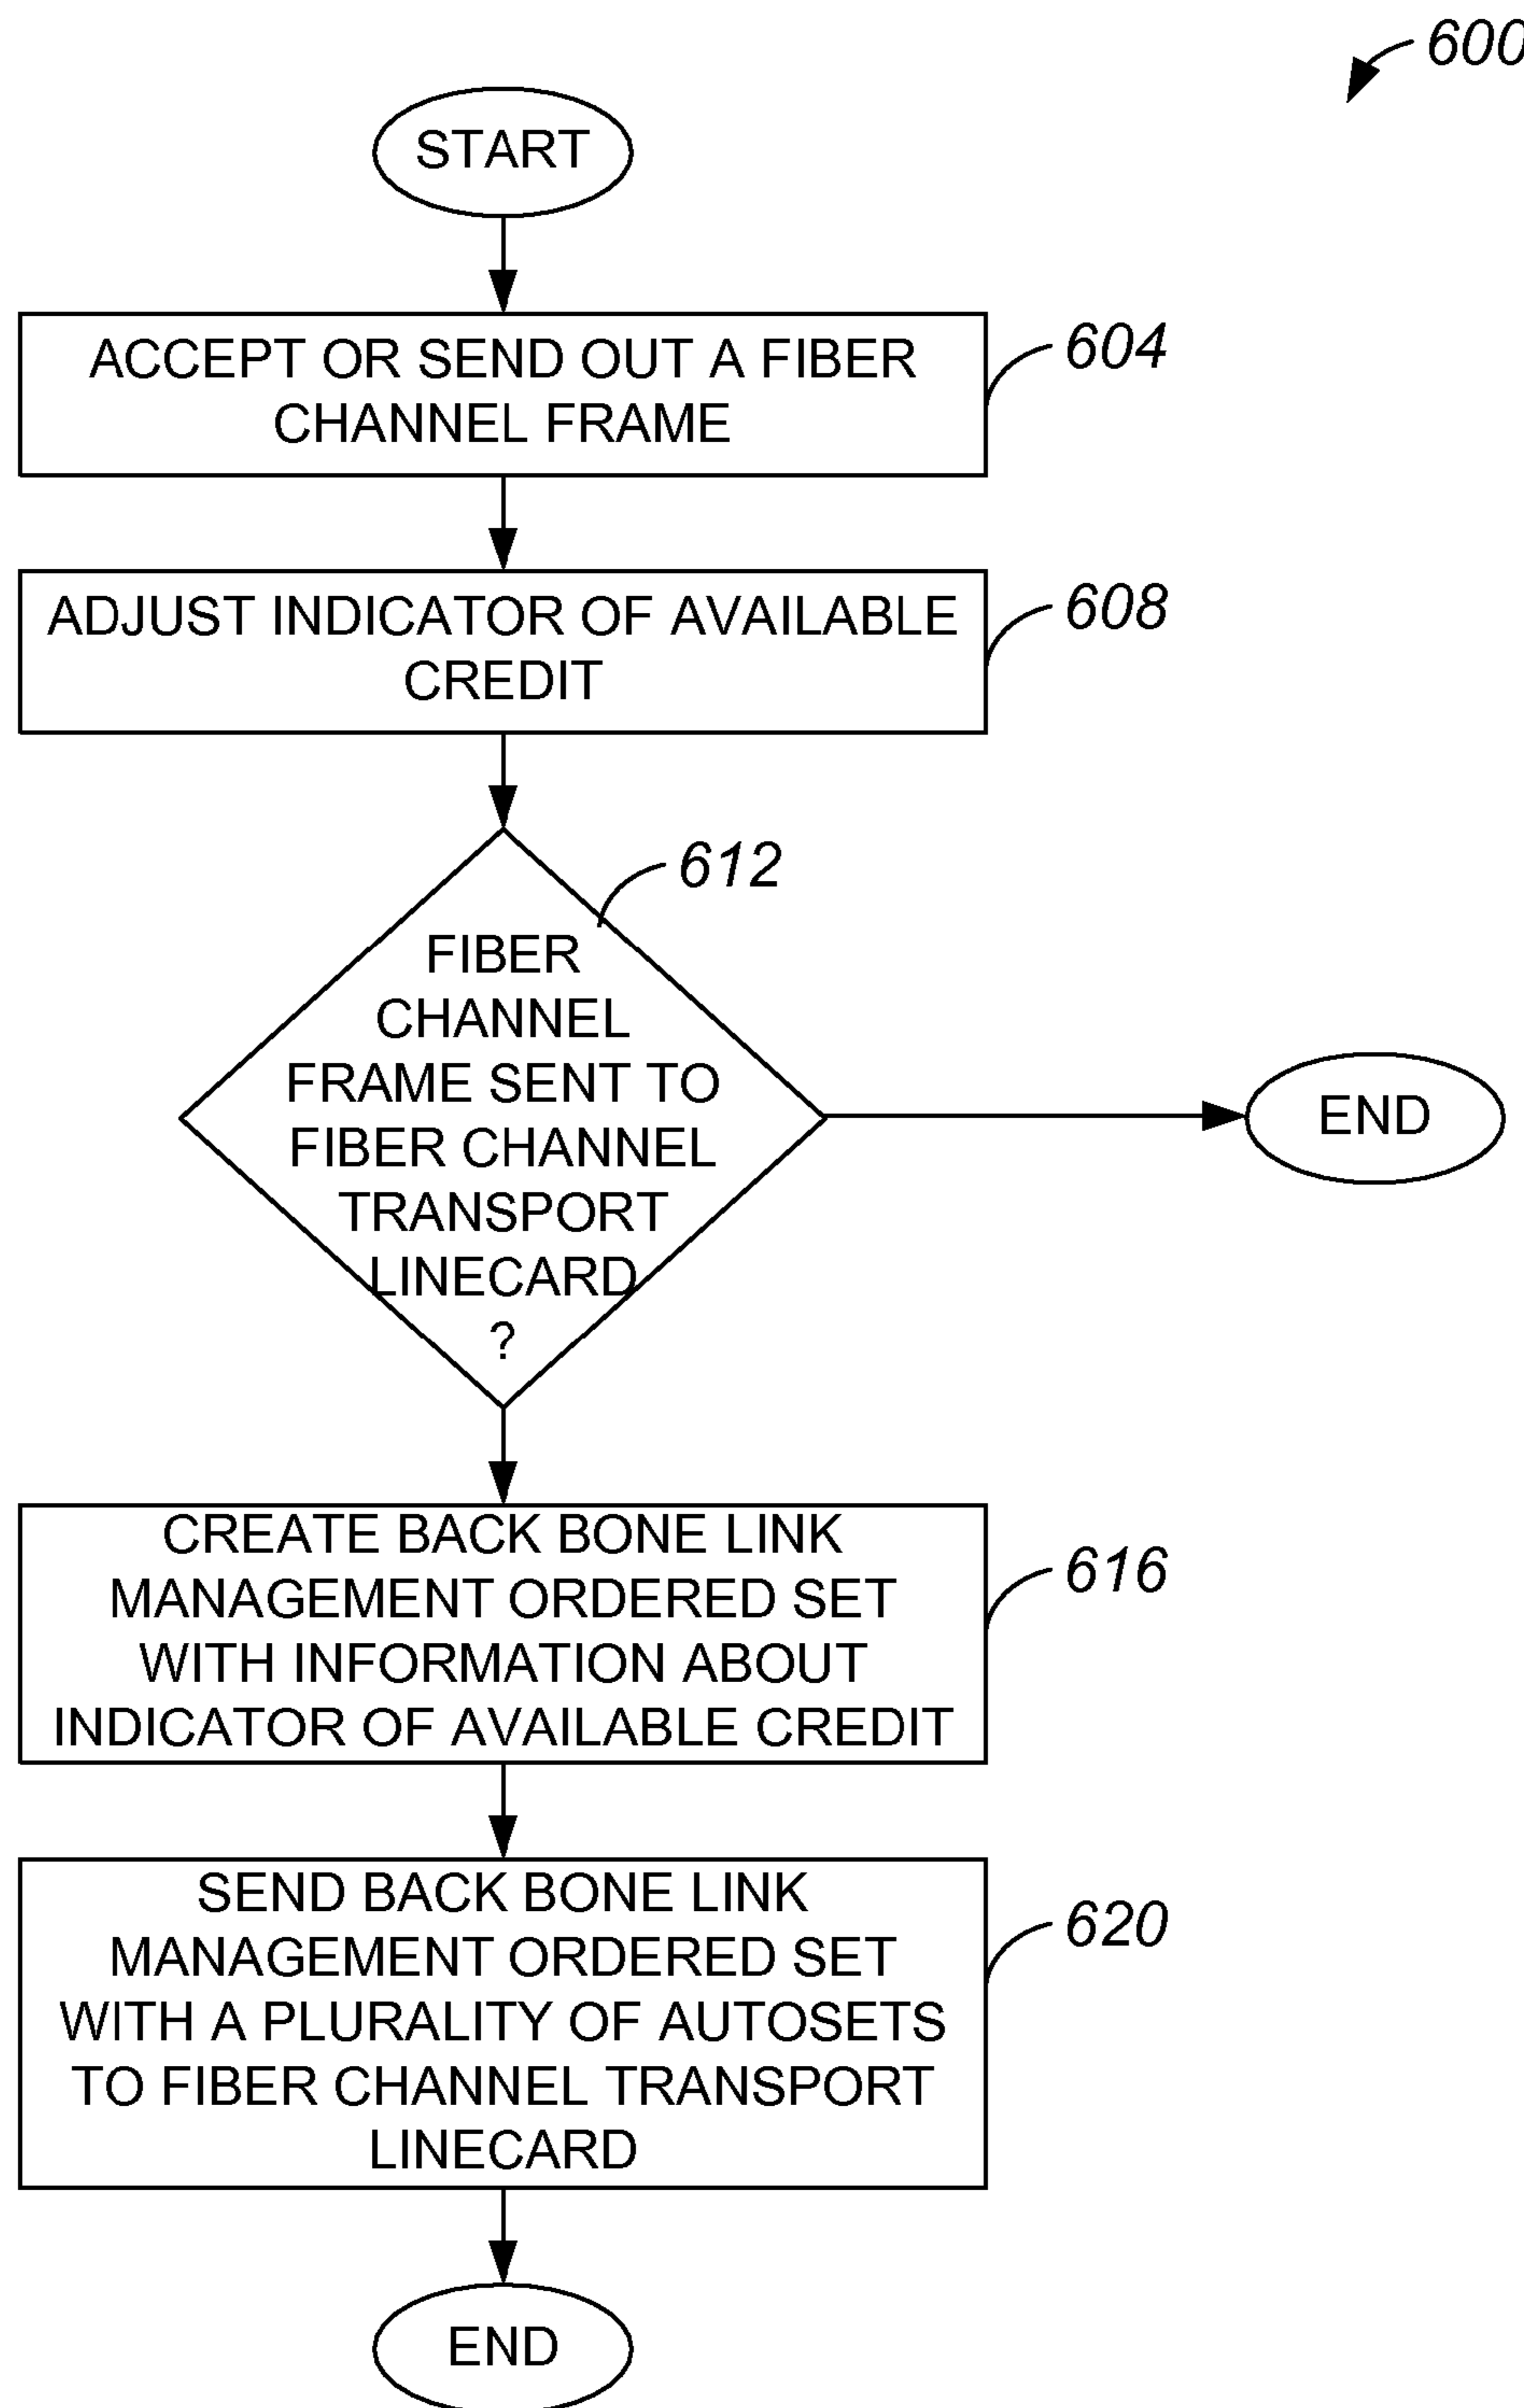 600
START
ACCEPT OR SEND OUT A FIBER
CHANNEL FRAME
604
ADJUST INDICATOR OF AVAILABLE
CREDIT
608
612
FIBER
CHANNEL
FRAME SENT TO
FIBER CHANNEL
TRANSPORT
LINECARD
?
END
CREATE BACK BONE LINK
MANAGEMENT ORDERED SET
WITH INFORMATION ABOUT
INDICATOR OF AVAILABLE CREDIT
616
SEND BACK BONE LINK
MANAGEMENT ORDERED SET
WITH A PLURALITY OF AUTOSETS
TO FIBER CHANNEL TRANSPORT
LINECARD
620
END